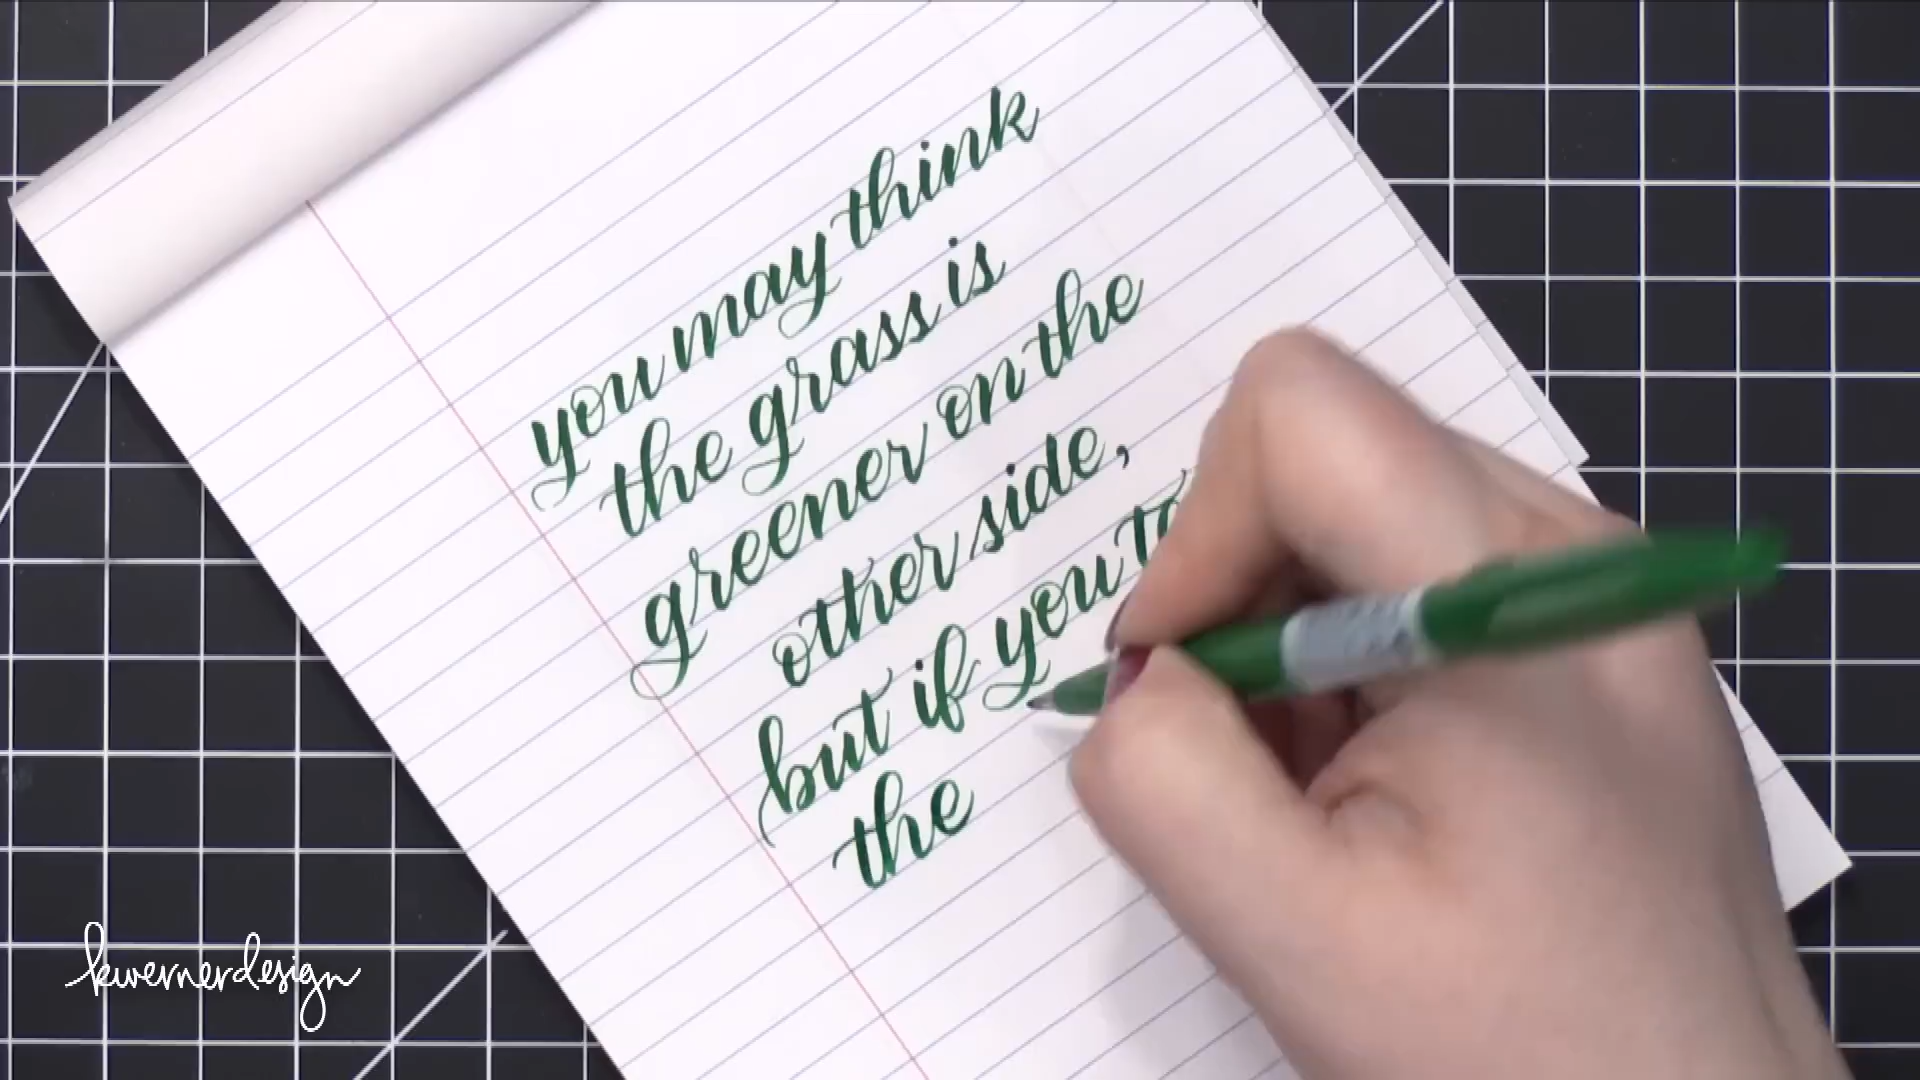 you may think
the grass is
greener on the
other side,
but if you
the
kwernerdesign